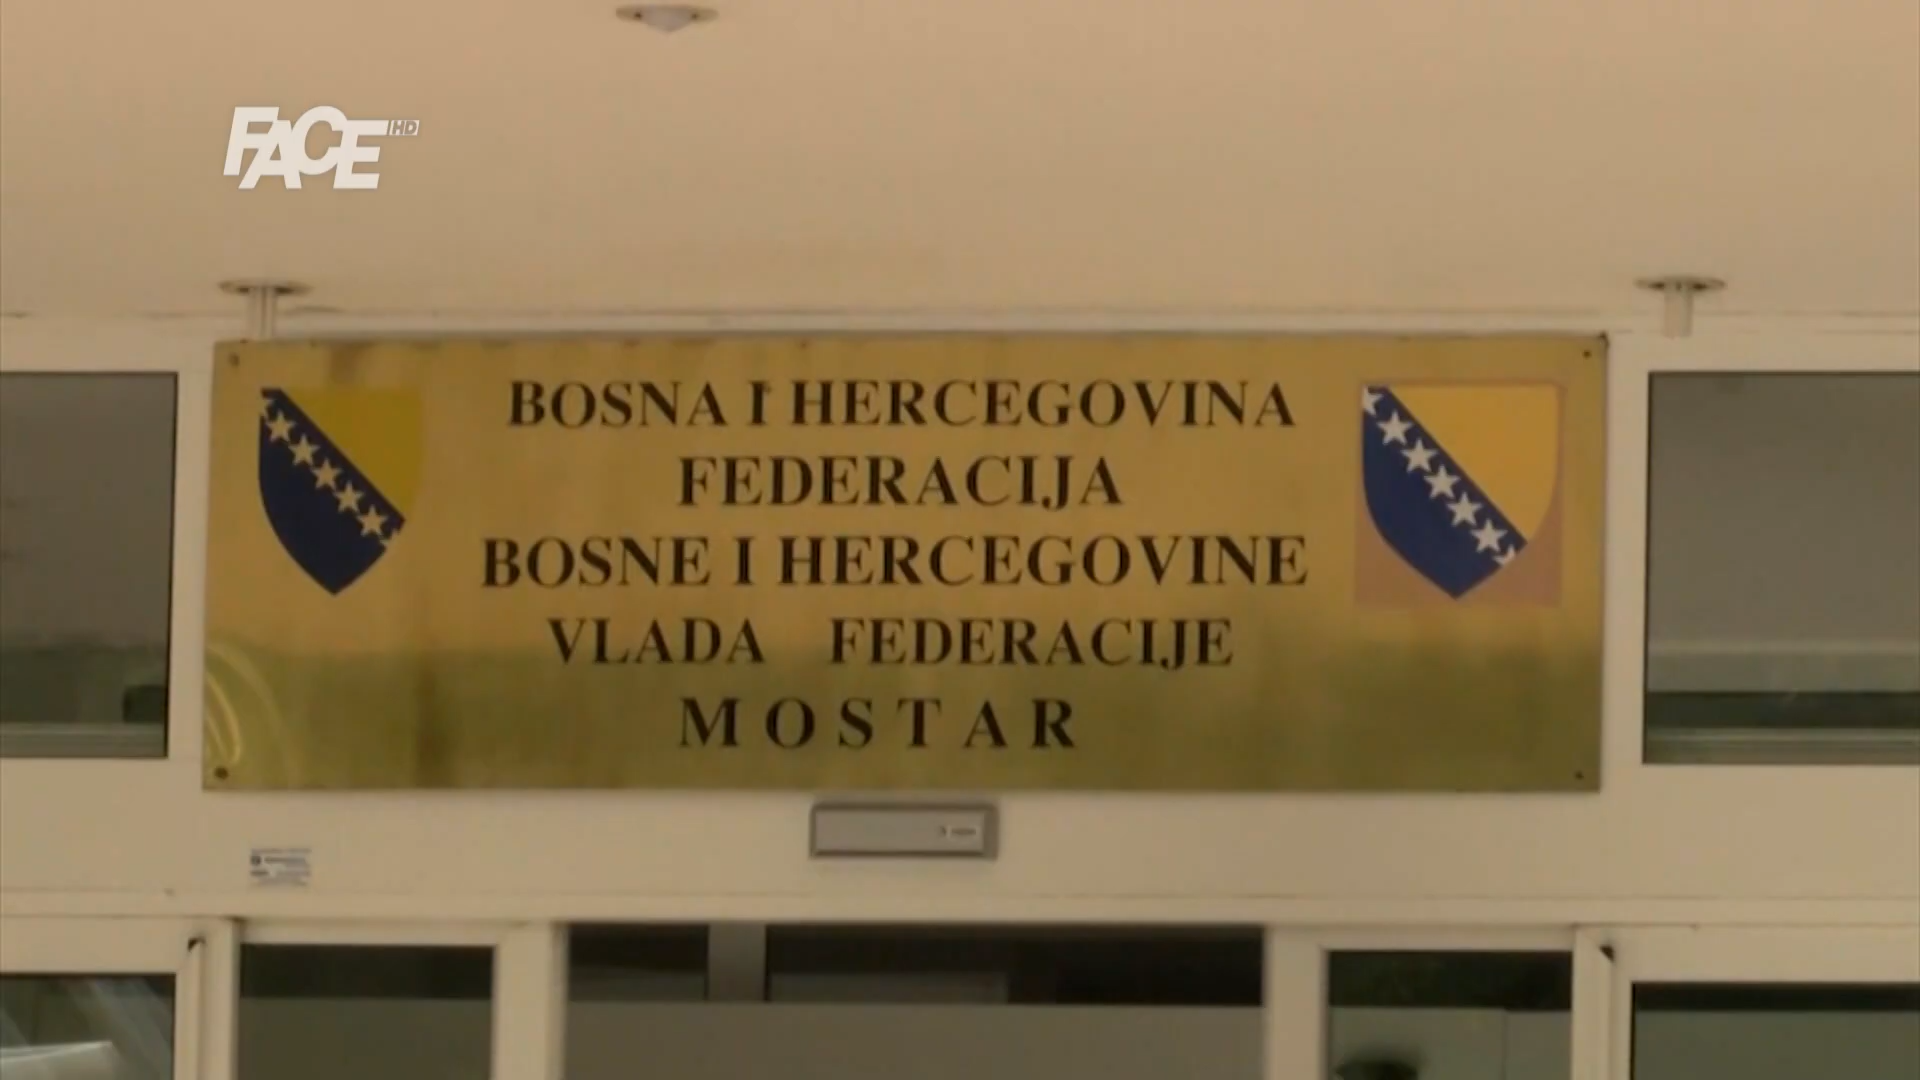 FACE HD
BOSNA I HERCEGOVINA
FEDERACIJA
BOSNE I HERCEGOVINE
VLADA FEDERACIJE
MOSTAR